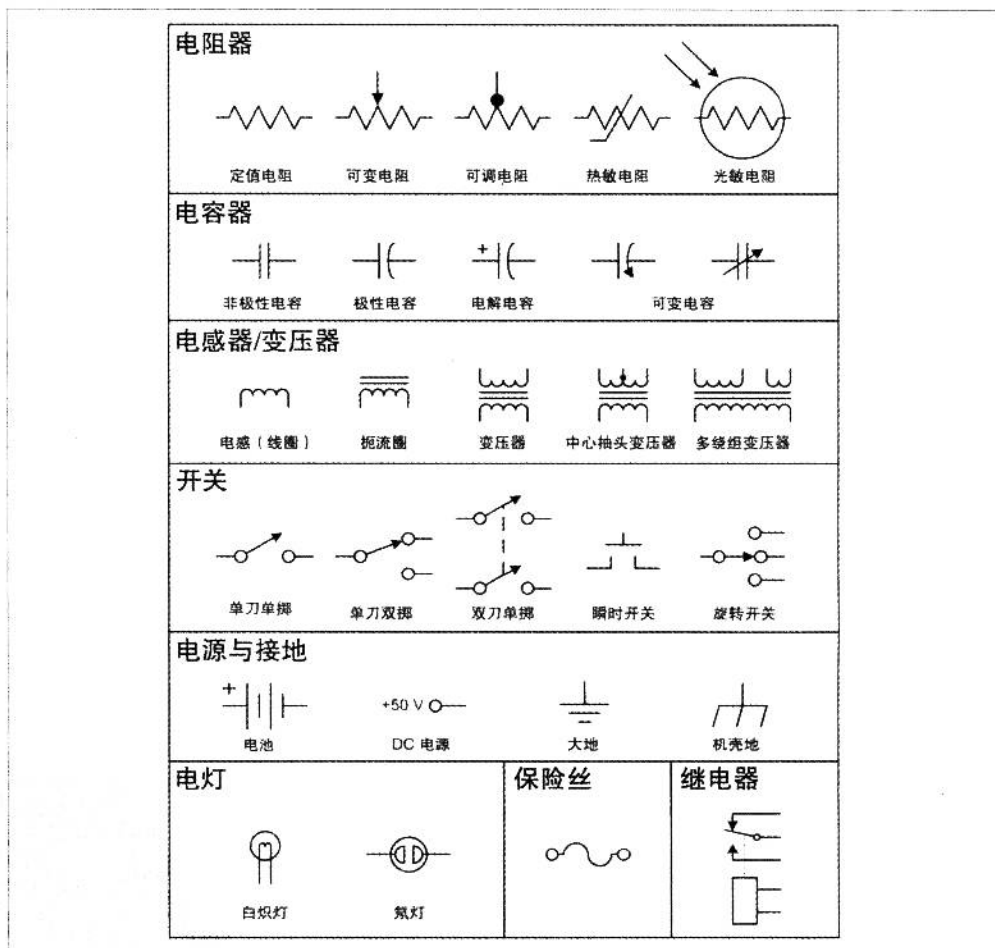 电阻器
定值电阻 可变电阻 可调电阻 热敏电阻 光敏电阻
电容器
+
非极性电容 极性电容 电解电容 可变电容
电感器/变压器
电感（线圈） 扼流圈 变压器 中心抽头变压器 多绕组变压器
开关
单刀单掷 单刀双掷 双刀单掷 瞬时开关 旋转开关
电源与接地
+
+50 V
电池 DC 电源 大地 机壳地
电灯 保险丝 继电器
白炽灯 氖灯